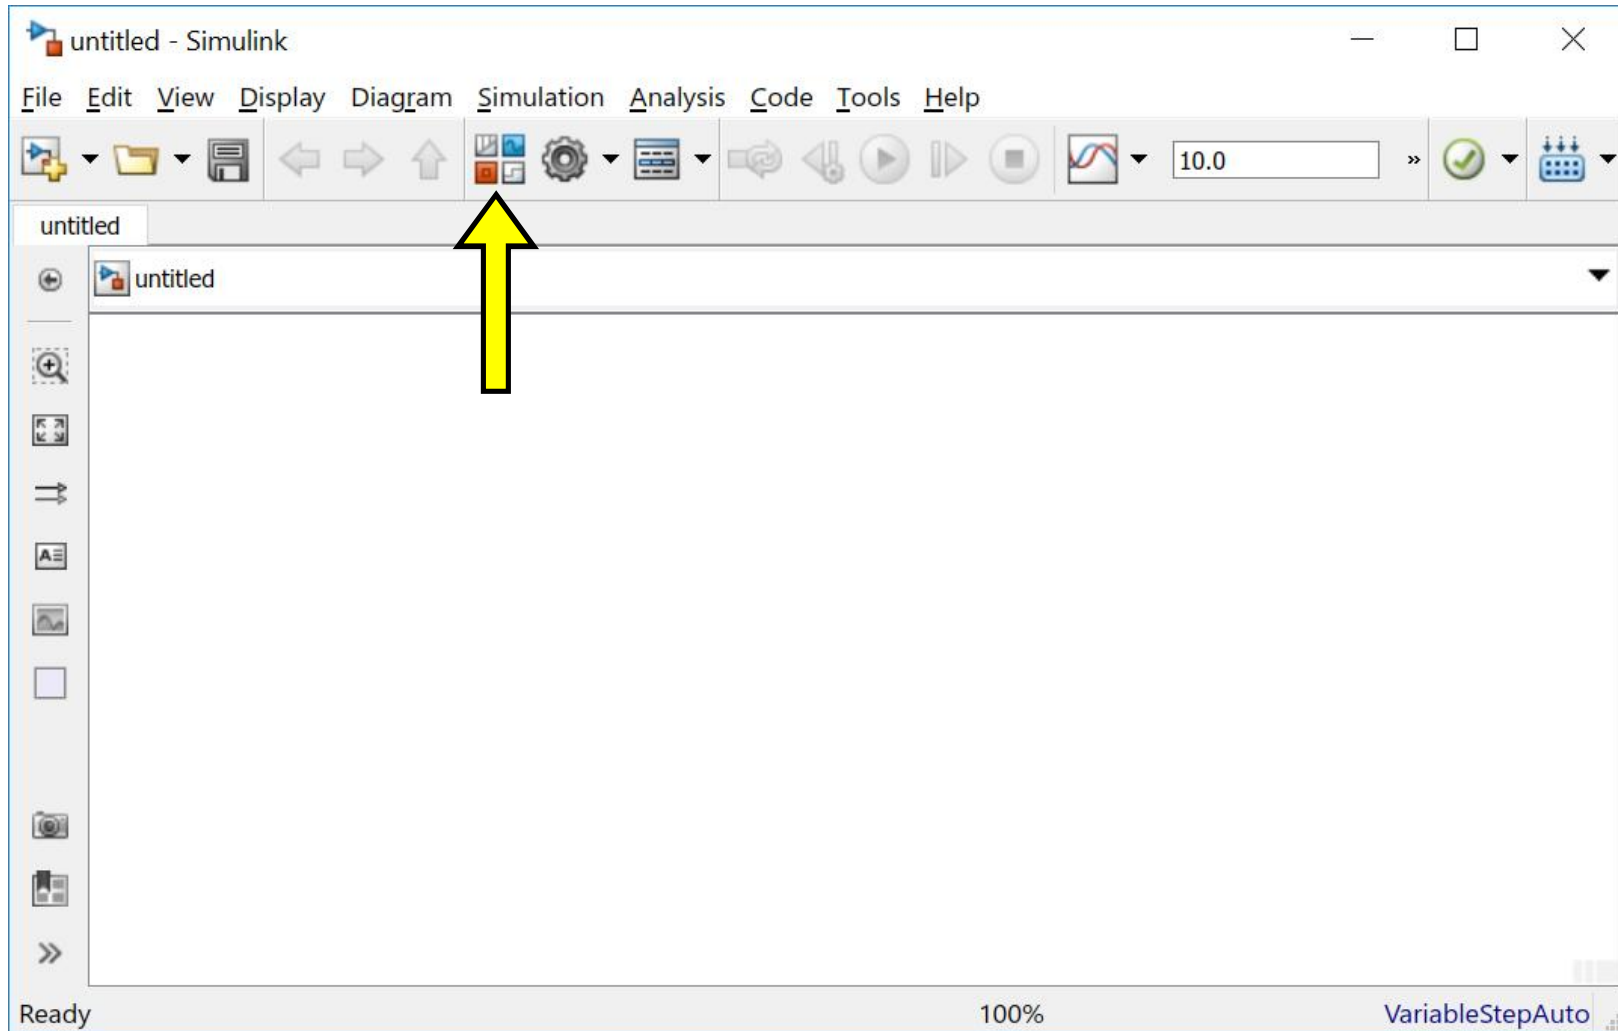 untitled - Simulink
File Edit View Display Diagram Simulation Analysis Code Tools Help
10.0
untitled
untitled
Ready 100% VariableStepAuto